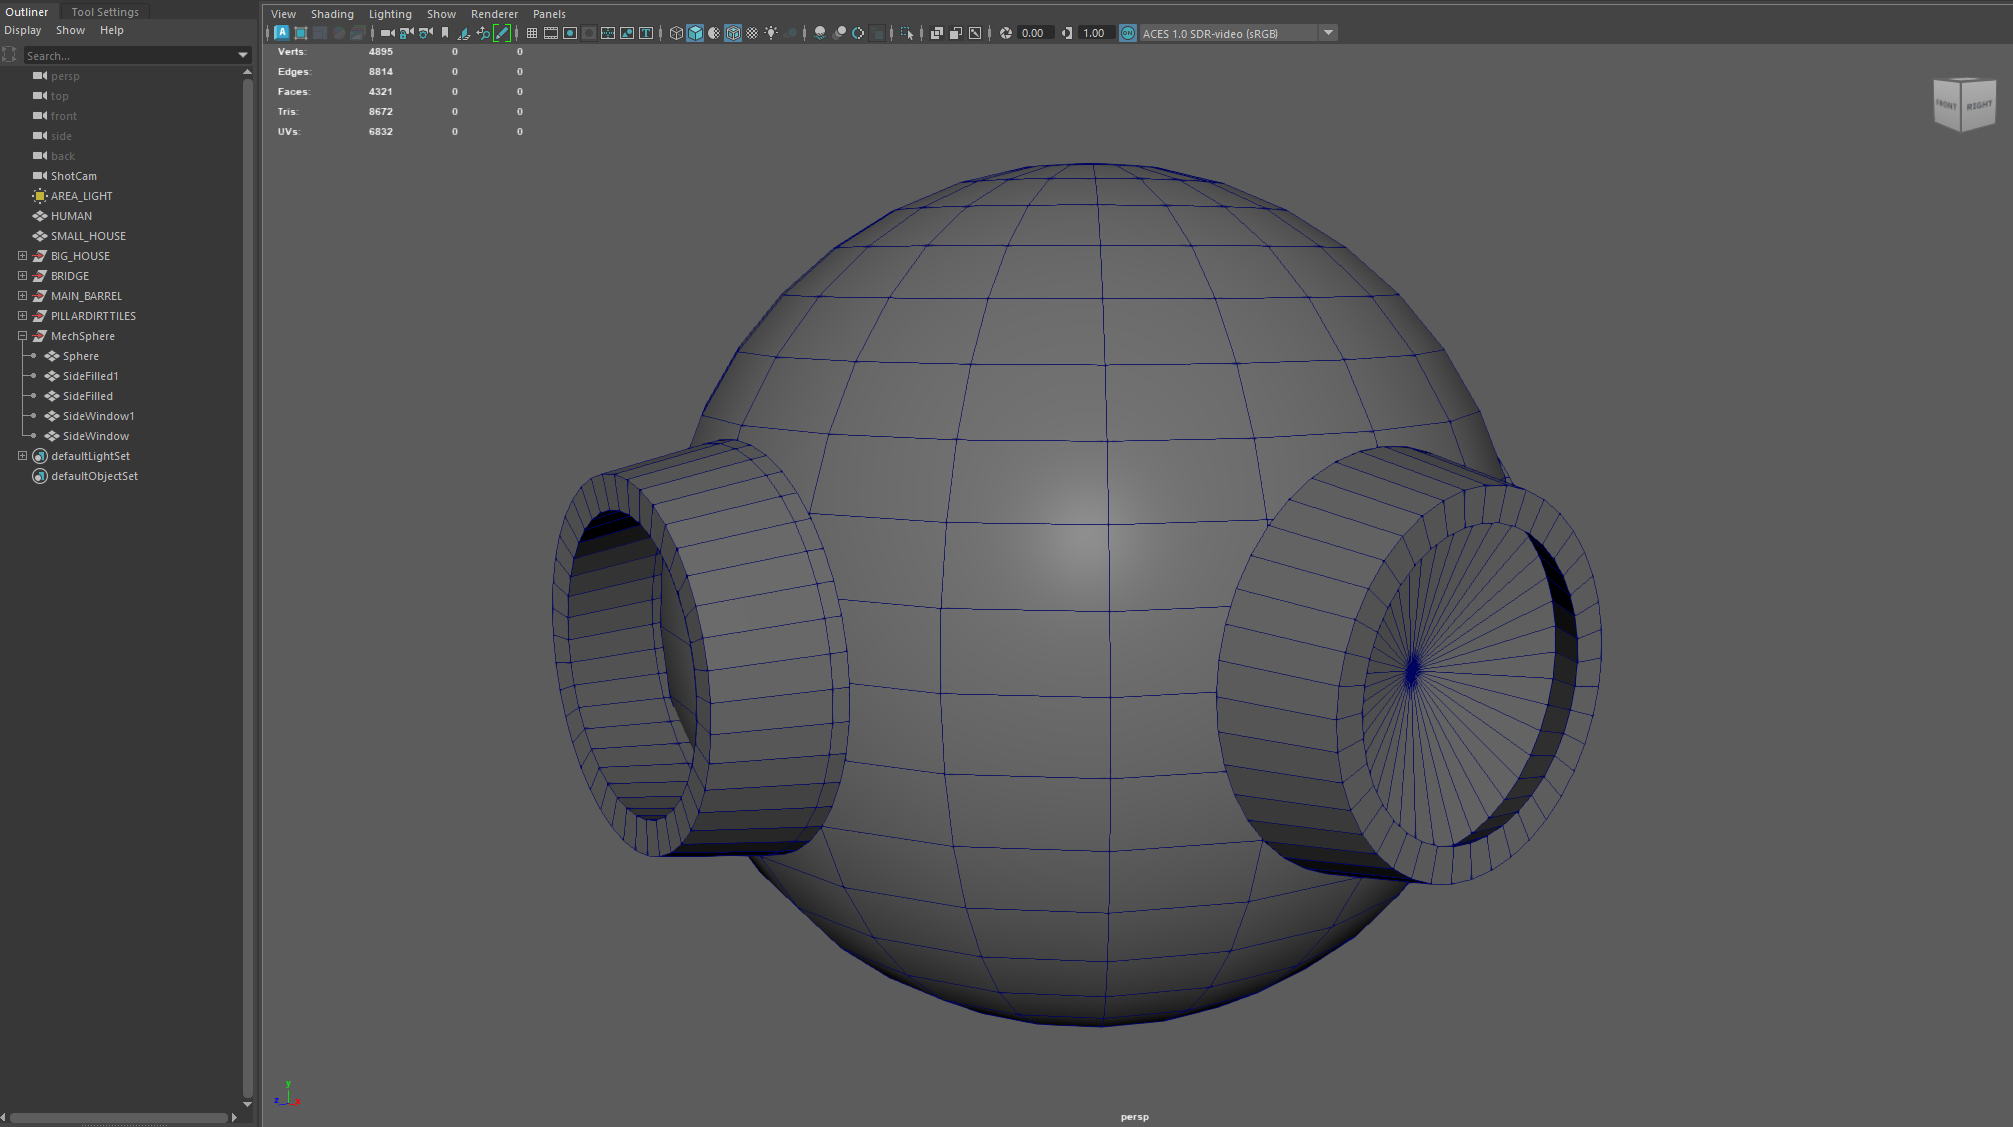 Outliner Tool Settings
Display Show Help
Search...
persp
top
front
side
back
ShotCam
AREA_LIGHT
HUMAN
SMALL_HOUSE
BIG_HOUSE
BRIDGE
MAIN_BARREL
PILLARDIRTTILES
MechSphere
Sphere
SideFilled1
SideFilled
SideWindow1
SideWindow
defaultLightSet
defaultObjectSet
View Shading Lighting Show Renderer Panels
0.00 1.00 ON ACES 1.0 SDR-video (sRGB)
Verts: 4895 0 0
Edges: 8814 0 0
Faces: 4321 0 0
Tris: 8672 0 0
UVs: 6832 0 0
FRONT RIGHT
y
z x
persp